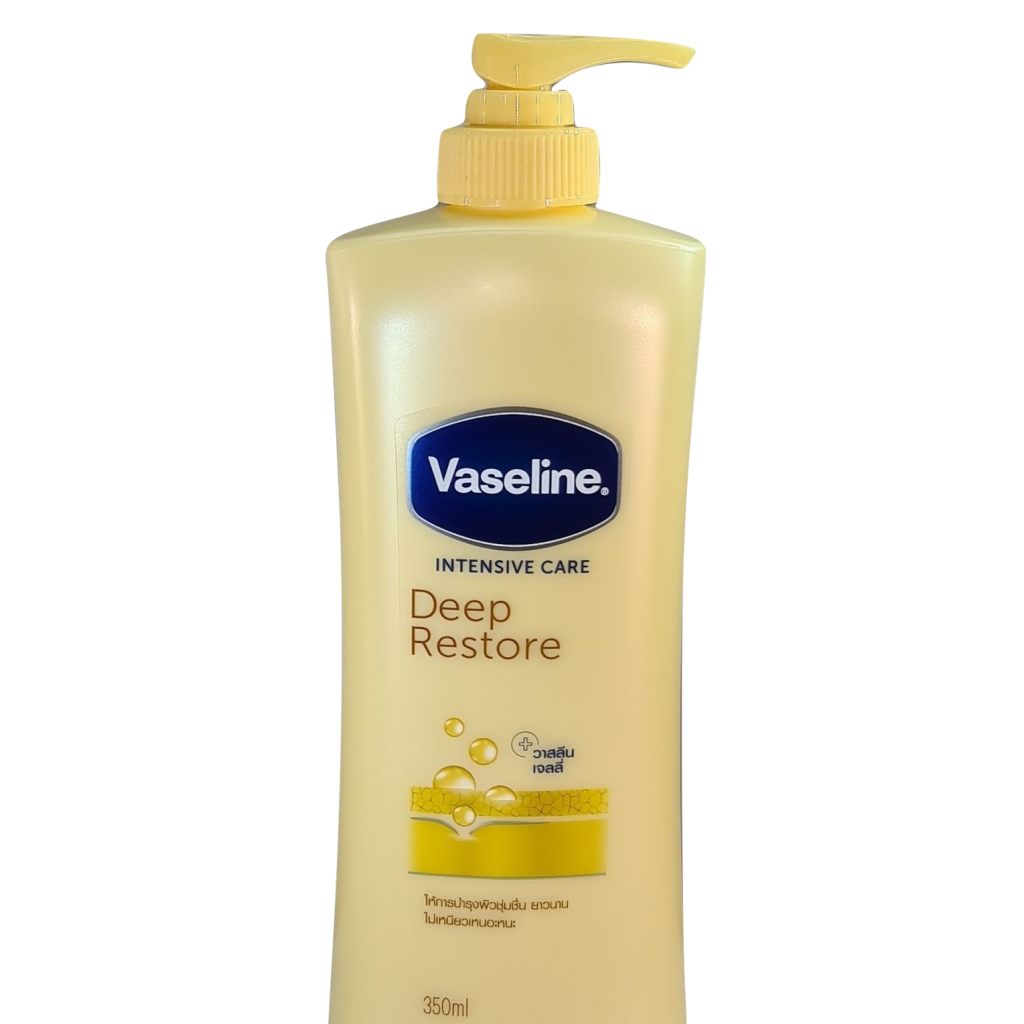 Vaseline®
INTENSIVE CARE
Deep
Restore
วาสลีน
เจลลี่
ให้การบำรุงผิวชุ่มชื่น ยาวนาน
ไม่เหนียวเหนอะหนะ
350ml